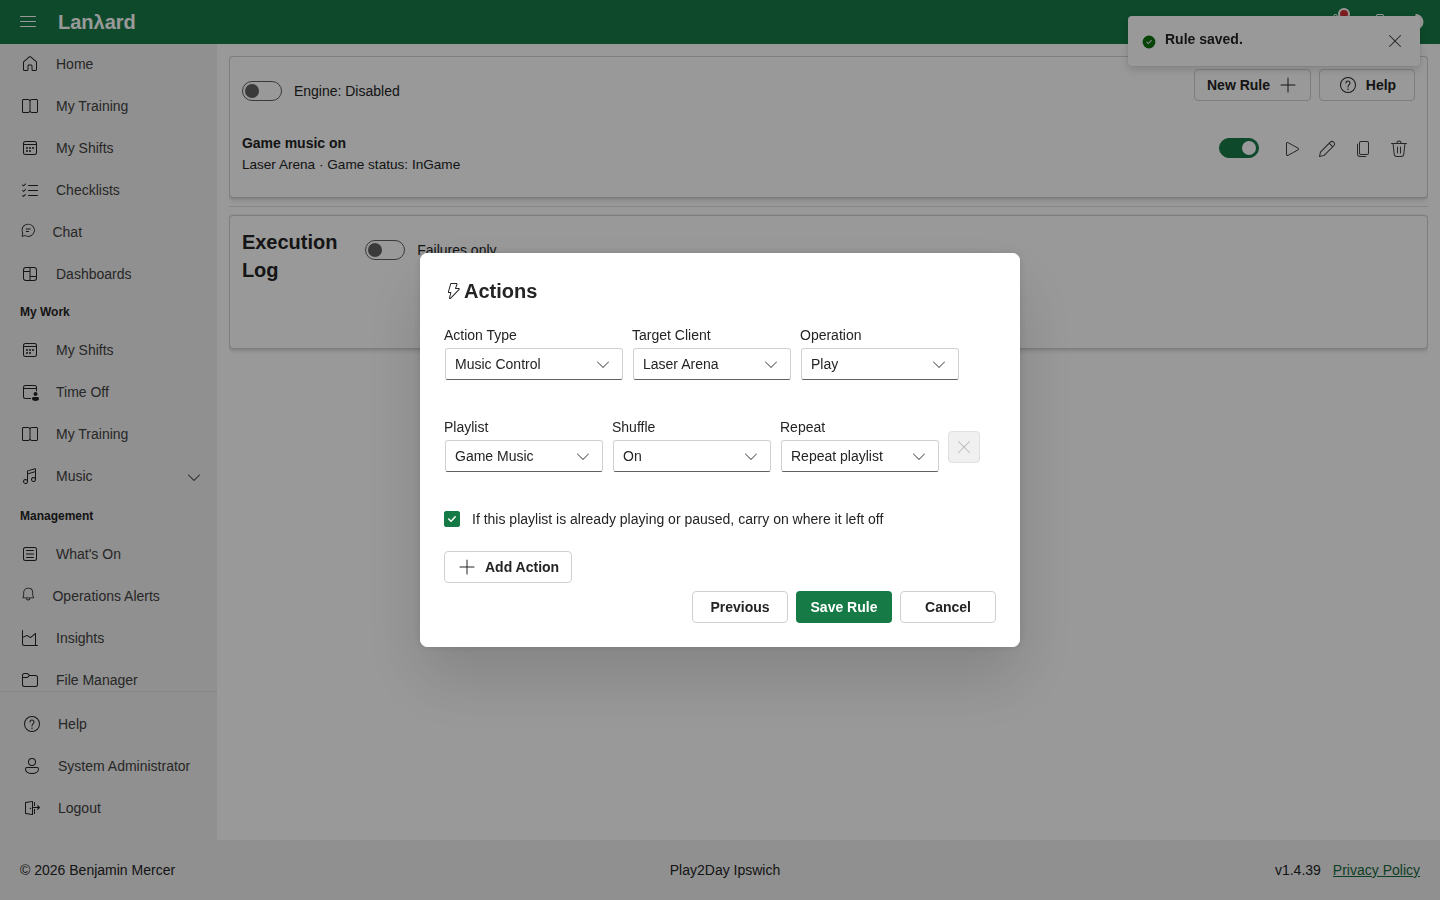 Lanλard
Rule saved.
Home
My Training
My Shifts
Checklists
Chat
Dashboards
My Work
My Shifts
Time Off
My Training
Music
Management
What's On
Operations Alerts
Insights
File Manager
Help
System Administrator
Logout
Engine: Disabled
New Rule
Help
Game music on
Laser Arena · Game status: InGame
Execution
Log
Failures only
Actions
Action Type
Target Client
Operation
Music Control
Laser Arena
Play
Playlist
Shuffle
Repeat
Game Music
On
Repeat playlist
If this playlist is already playing or paused, carry on where it left off
Add Action
Previous
Save Rule
Cancel
© 2026 Benjamin Mercer
Play2Day Ipswich
v1.4.39
Privacy Policy